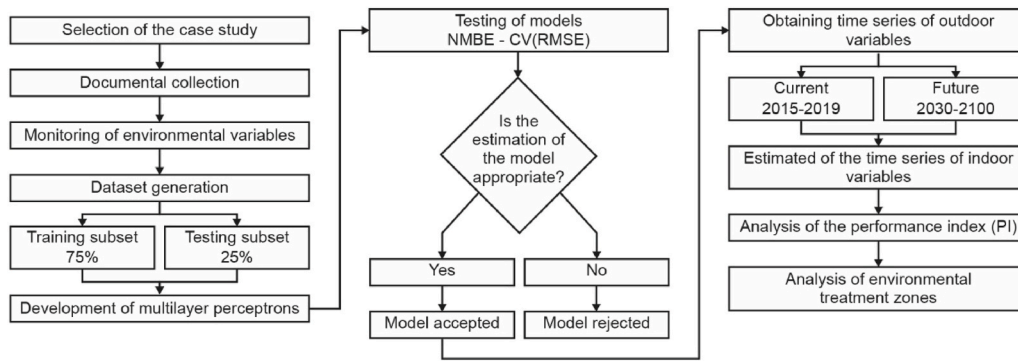 Selection of the case study
Documental collection
Monitoring of environmental variables
Dataset generation
Training subset
75%
Testing subset
25%
Development of multilayer perceptrons
Testing of models
NMBE - CV(RMSE)
Is the
estimation of
the model
appropriate?
Yes
No
Model accepted
Model rejected
Obtaining time series of outdoor
variables
Current
2015-2019
Future
2030-2100
Estimated of the time series of indoor
variables
Analysis of the performance index (PI)
Analysis of environmental
treatment zones